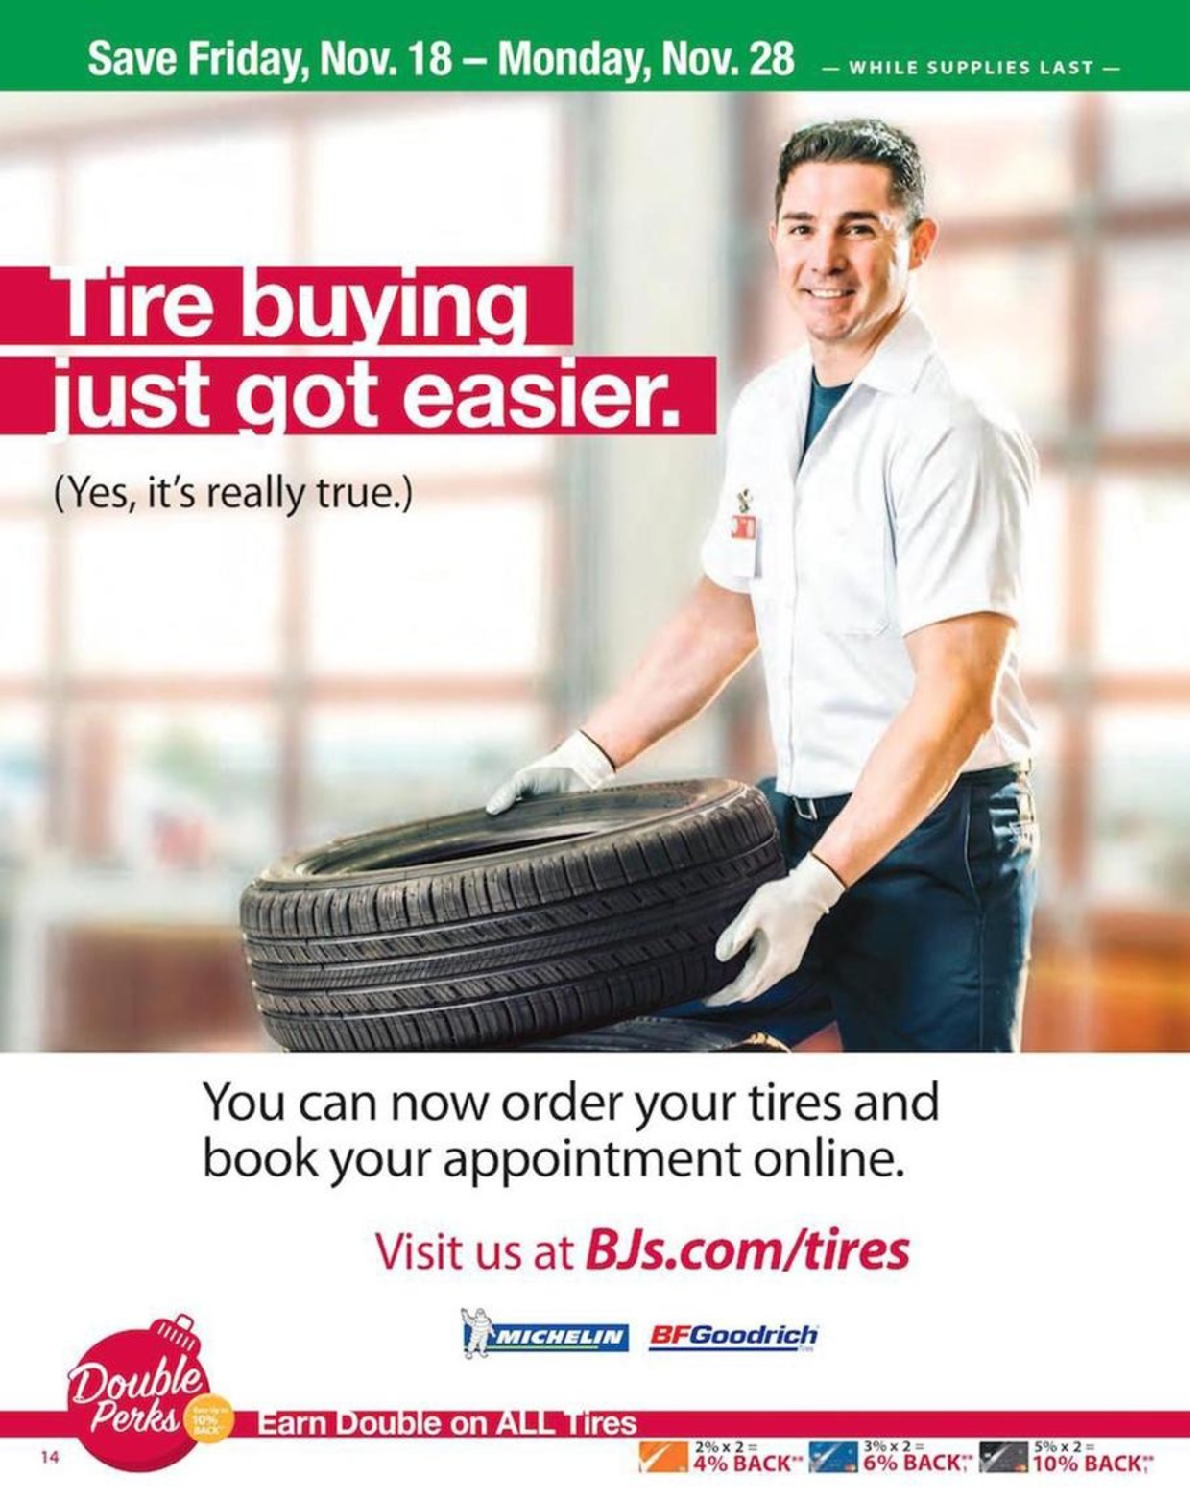 Save Friday, Nov. 18 – Monday, Nov. 28 — WHILE SUPPLIES LAST —
Tire buying
just got easier.
(Yes, it's really true.)
You can now order your tires and
book your appointment online.
Visit us at BJs.com/tires
MICHELIN BFGoodrich
Double
Perks
10%
BACK
Earn Double on ALL Tires
14
2% x 2 =
4% BACK**
3% x 2 =
6% BACK**
5% x 2 =
10% BACK**